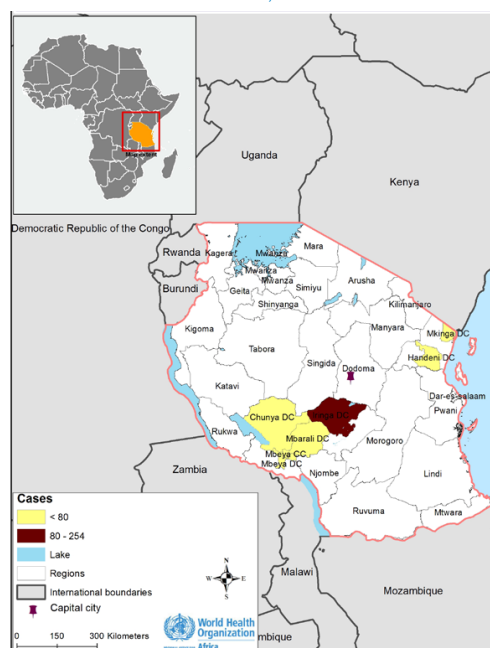 Uganda
Kenya
Democratic Republic of the Congo
Rwanda
Kagera
Mwanza
Mara
Burundi
Mwanza
Mwanza
Geita
Simiyu
Arusha
Shinyanga
Kilimanjaro
Kigoma
Manyara
Mkinga DC
Tabora
Handeni DC
Singida
Dodoma
Katavi
Dar-es-salaam
Pwani
Chunya DC
Rukwa
Mbarali DC
Morogoro
Mbeya CC
Mbeya DC
Zambia
Njombe
Lindi
Ruvuma
Mtwara
Malawi
Mozambique
Cases
< 80
80 - 254
Lake
Regions
International boundaries
Capital city
N
W
E
S
0 150 300 Kilometers
World Health
Organization
Africa
mbique